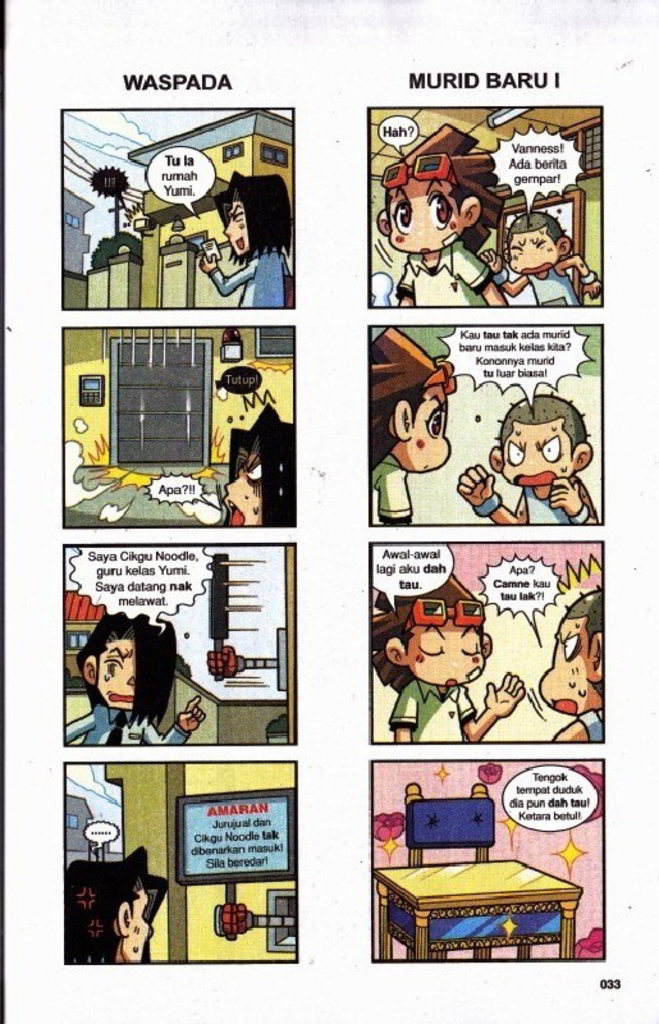 WASPADA
!!!
Tu la
rumah
Yumi.
Tutup!
Apa?!!
Saya Cikgu Noodle,
guru kelas Yumi.
Saya datang nak
melawat.
......
AMARAN
Jurujual dan
Cikgu Noodle tak
dibenarkan masuk!
Sila beredar!
MURID BARU I
Hah?
Vanness!
Ada berita
gempar!
Kau tau tak ada murid
baru masuk kelas kita?
Kononnya murid
tu luar biasa!
Awal-awal
lagi aku dah
tau.
Apa?
Camne kau
tau laik?!
Tengok
tempat duduk
dia pun dah tau!
Ketara betul!
033